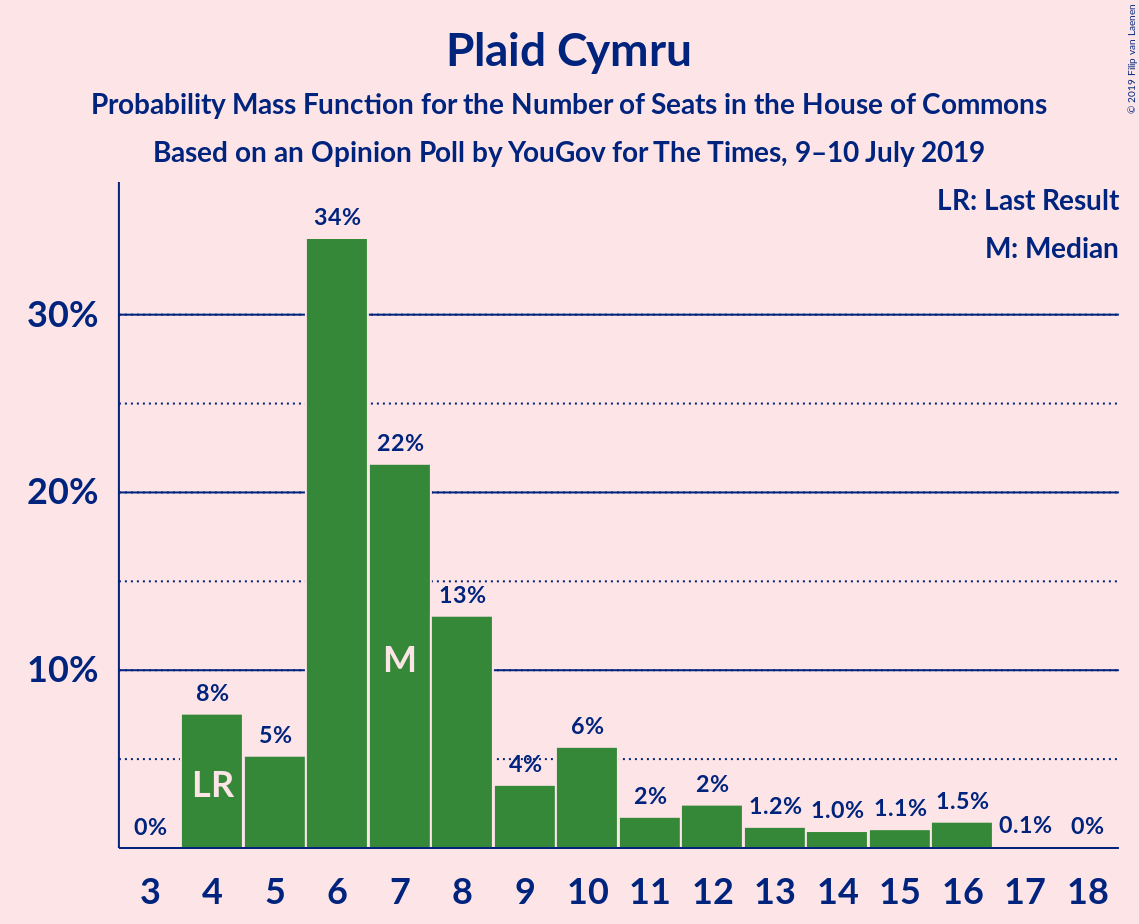 Plaid Cymru
Probability Mass Function for the Number of Seats in the House of Commons
Based on an Opinion Poll by YouGov for The Times, 9–10 July 2019
© 2019 Filip van Laenen
LR: Last Result
M: Median
34%
30%
22%
20%
13%
M
10%
8%
5%
6%
4%
LR
2%
2%
1.2%
1.0%
1.1%
1.5%
0%
0.1%
0%
3 4 5 6 7 8 9 10 11 12 13 14 15 16 17 18